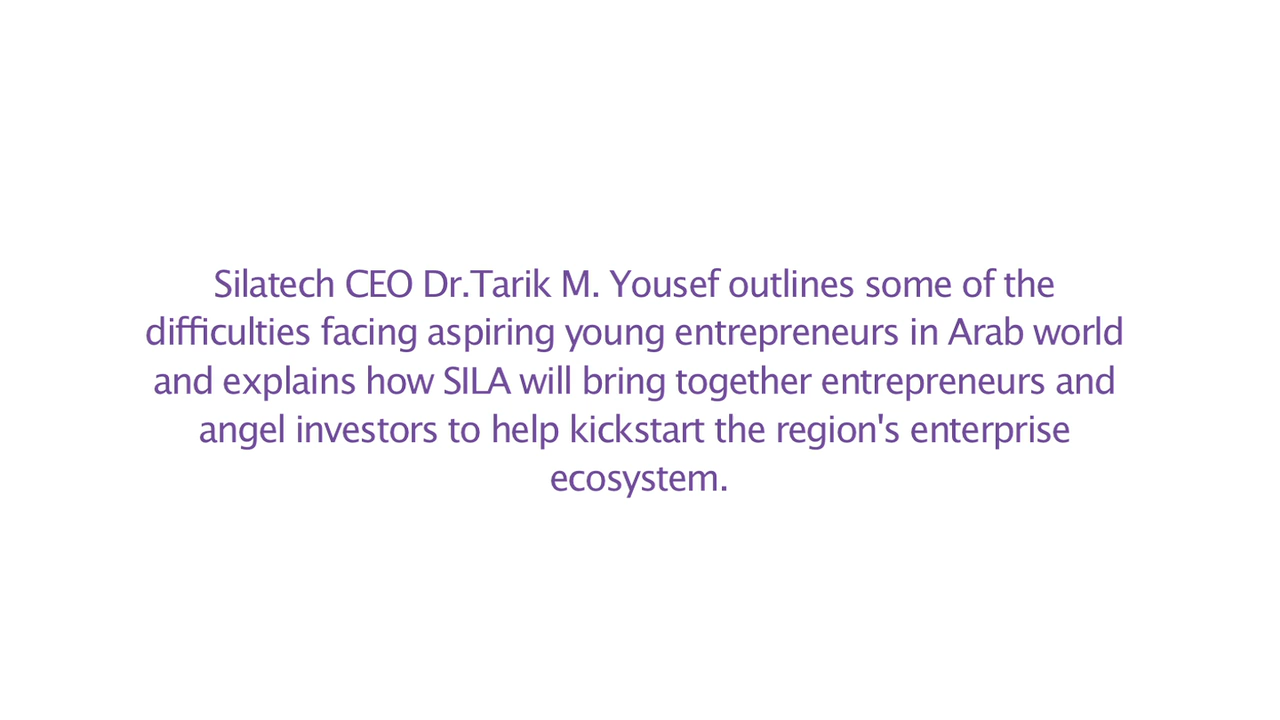 Silatech CEO Dr.Tarik M. Yousef outlines some of the
difficulties facing aspiring young entrepreneurs in Arab world
and explains how SILA will bring together entrepreneurs and
angel investors to help kickstart the region's enterprise
ecosystem.